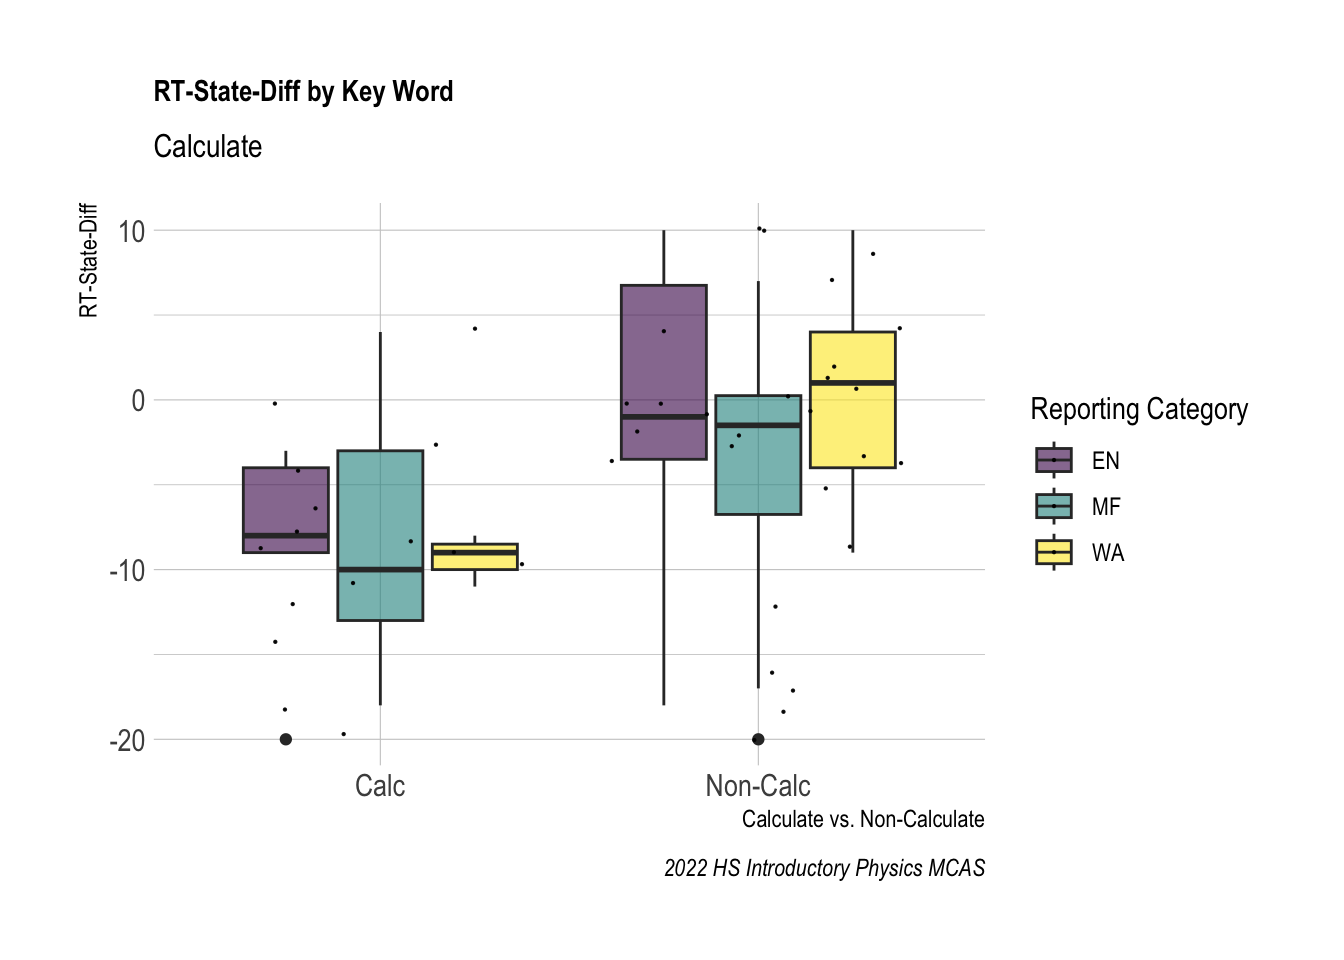 RT-State-Diff by Key Word
Calculate
RT-State-Diff
10
0
-10
-20
Calc
Non-Calc
Calculate vs. Non-Calculate
2022 HS Introductory Physics MCAS
Reporting Category
EN
MF
WA